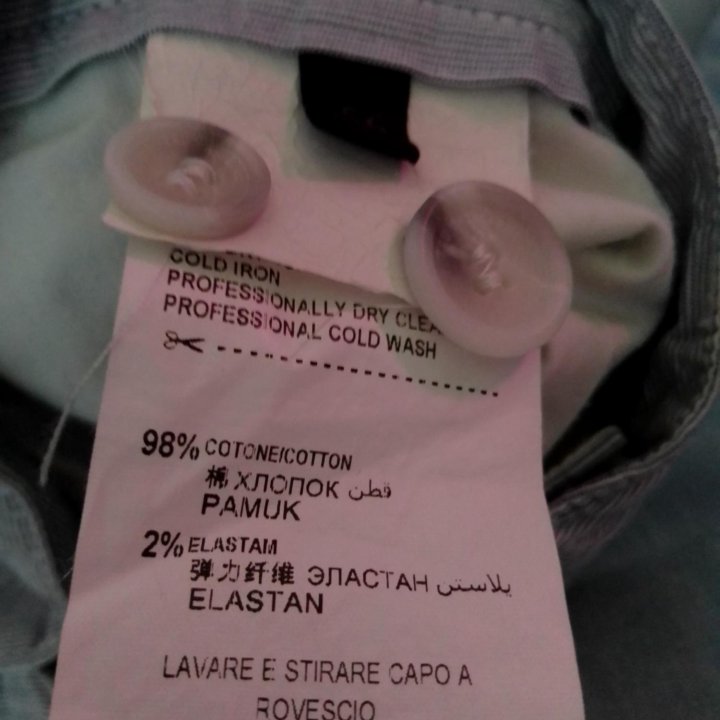 COLD IRON
PROFESSIONALLY DRY CLEA
PROFESSIONAL COLD WASH
98% COTONE/COTTON
棉 ХЛОПОК قطن
PAMUK
2% ELASTAM
弹力纤维 ЭЛАСТАН يلاستن
ELASTAN
LAVARE E STIRARE CAPO A
ROVESCIO